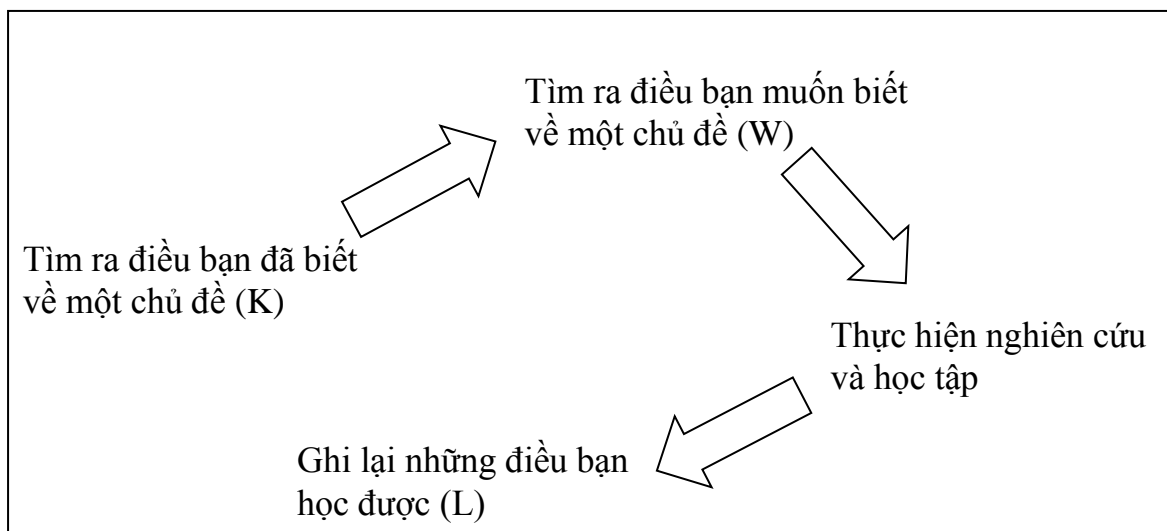 Tìm ra điều bạn muốn biết
về một chủ đề (W)
Tìm ra điều bạn đã biết
về một chủ đề (K)
Thực hiện nghiên cứu
và học tập
Ghi lại những điều bạn
học được (L)